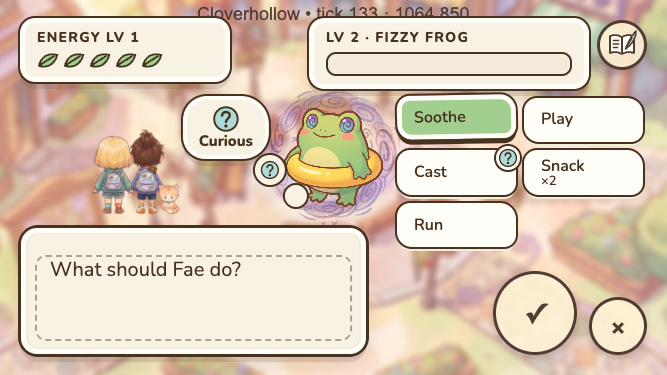 Cloverhollow • tick 133 · 1064,850
ENERGY LV 1
LV 2 · FIZZY FROG
?
Curious
?
Soothe
Play
Cast
?
Snack
×2
Run
What should Fae do?